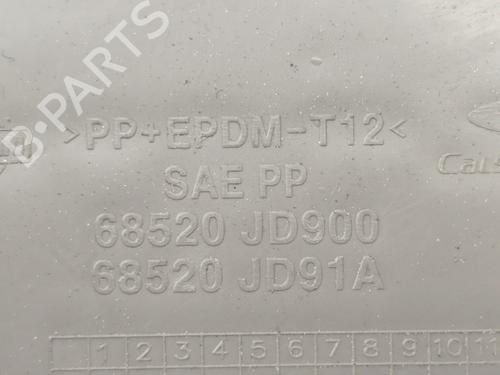 B-PARTS
>PP+EPDM-T12<
SAE PP
68520 JD900
68520 JD91A
1 2 3 4 5 6 7 8 9 10 11